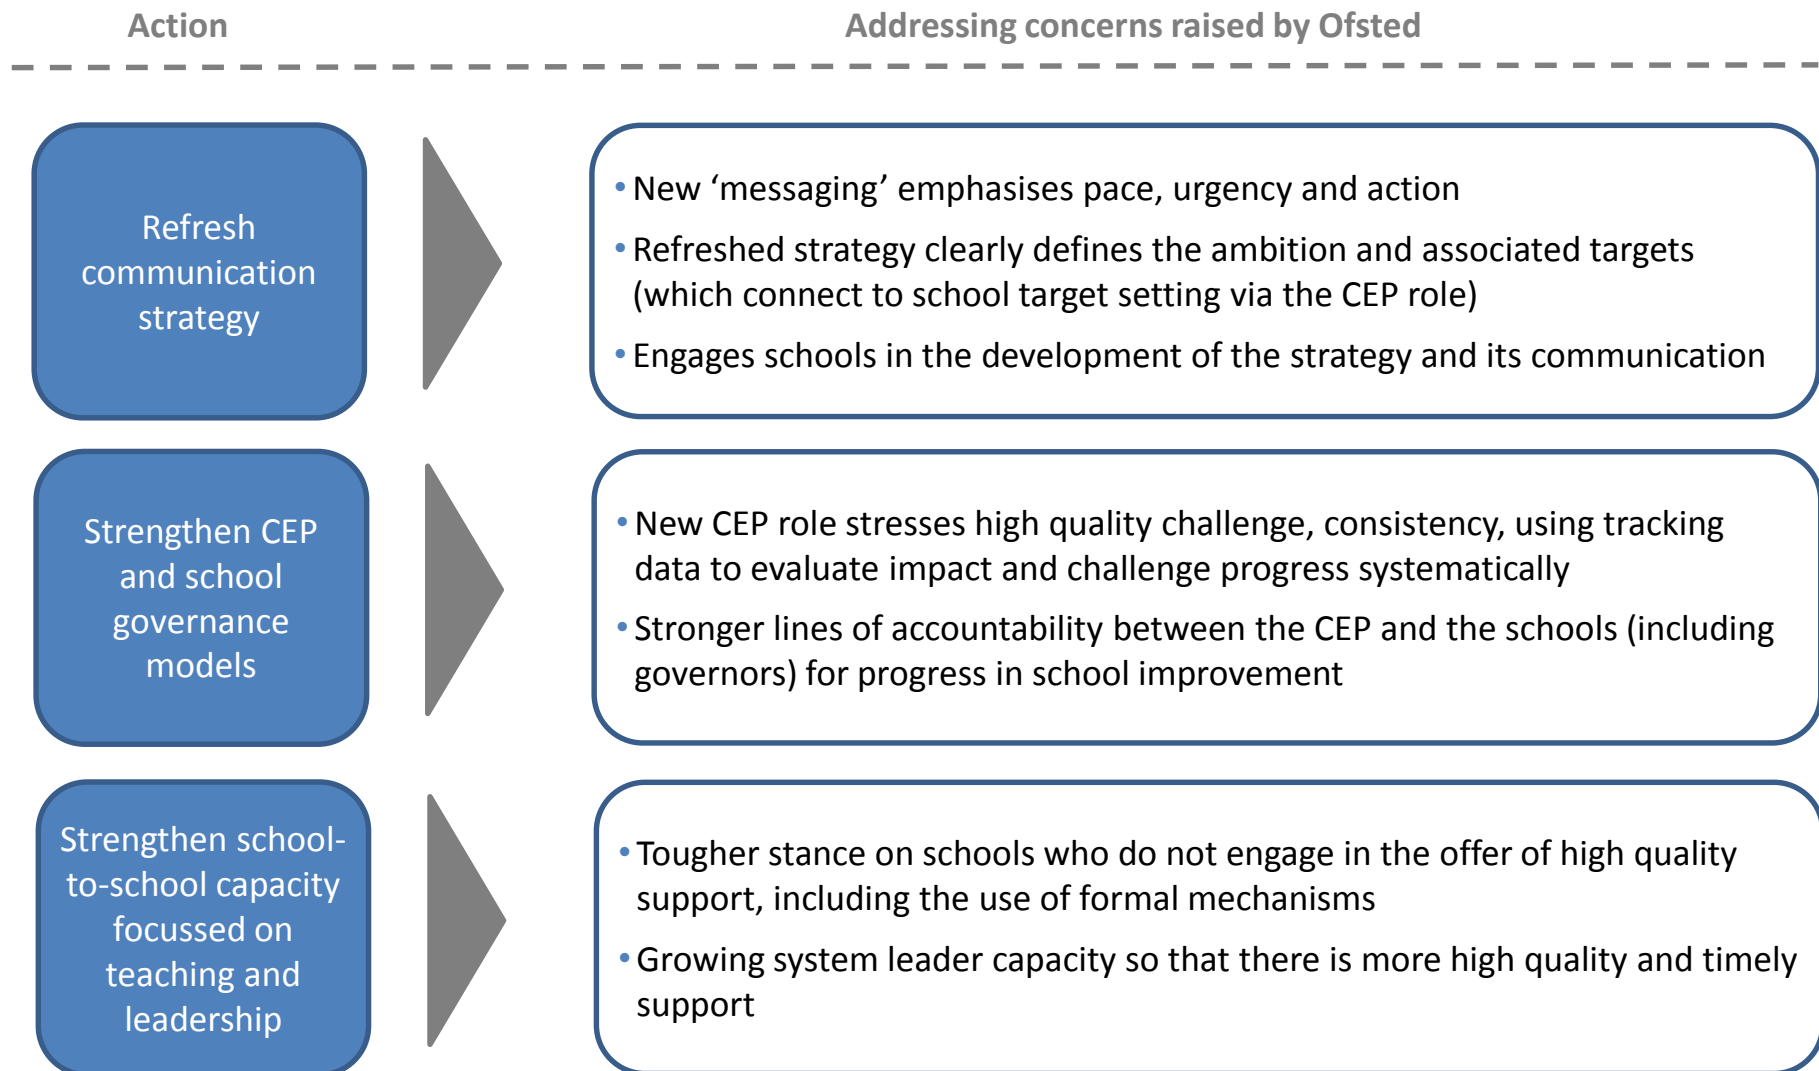 Action
Addressing concerns raised by Ofsted
Refresh
communication
strategy
• New ‘messaging’ emphasises pace, urgency and action
• Refreshed strategy clearly defines the ambition and associated targets
(which connect to school target setting via the CEP role)
• Engages schools in the development of the strategy and its communication
Strengthen CEP
and school
governance
models
• New CEP role stresses high quality challenge, consistency, using tracking
data to evaluate impact and challenge progress systematically
• Stronger lines of accountability between the CEP and the schools (including
governors) for progress in school improvement
Strengthen school-
to-school capacity
focussed on
teaching and
leadership
• Tougher stance on schools who do not engage in the offer of high quality
support, including the use of formal mechanisms
• Growing system leader capacity so that there is more high quality and timely
support